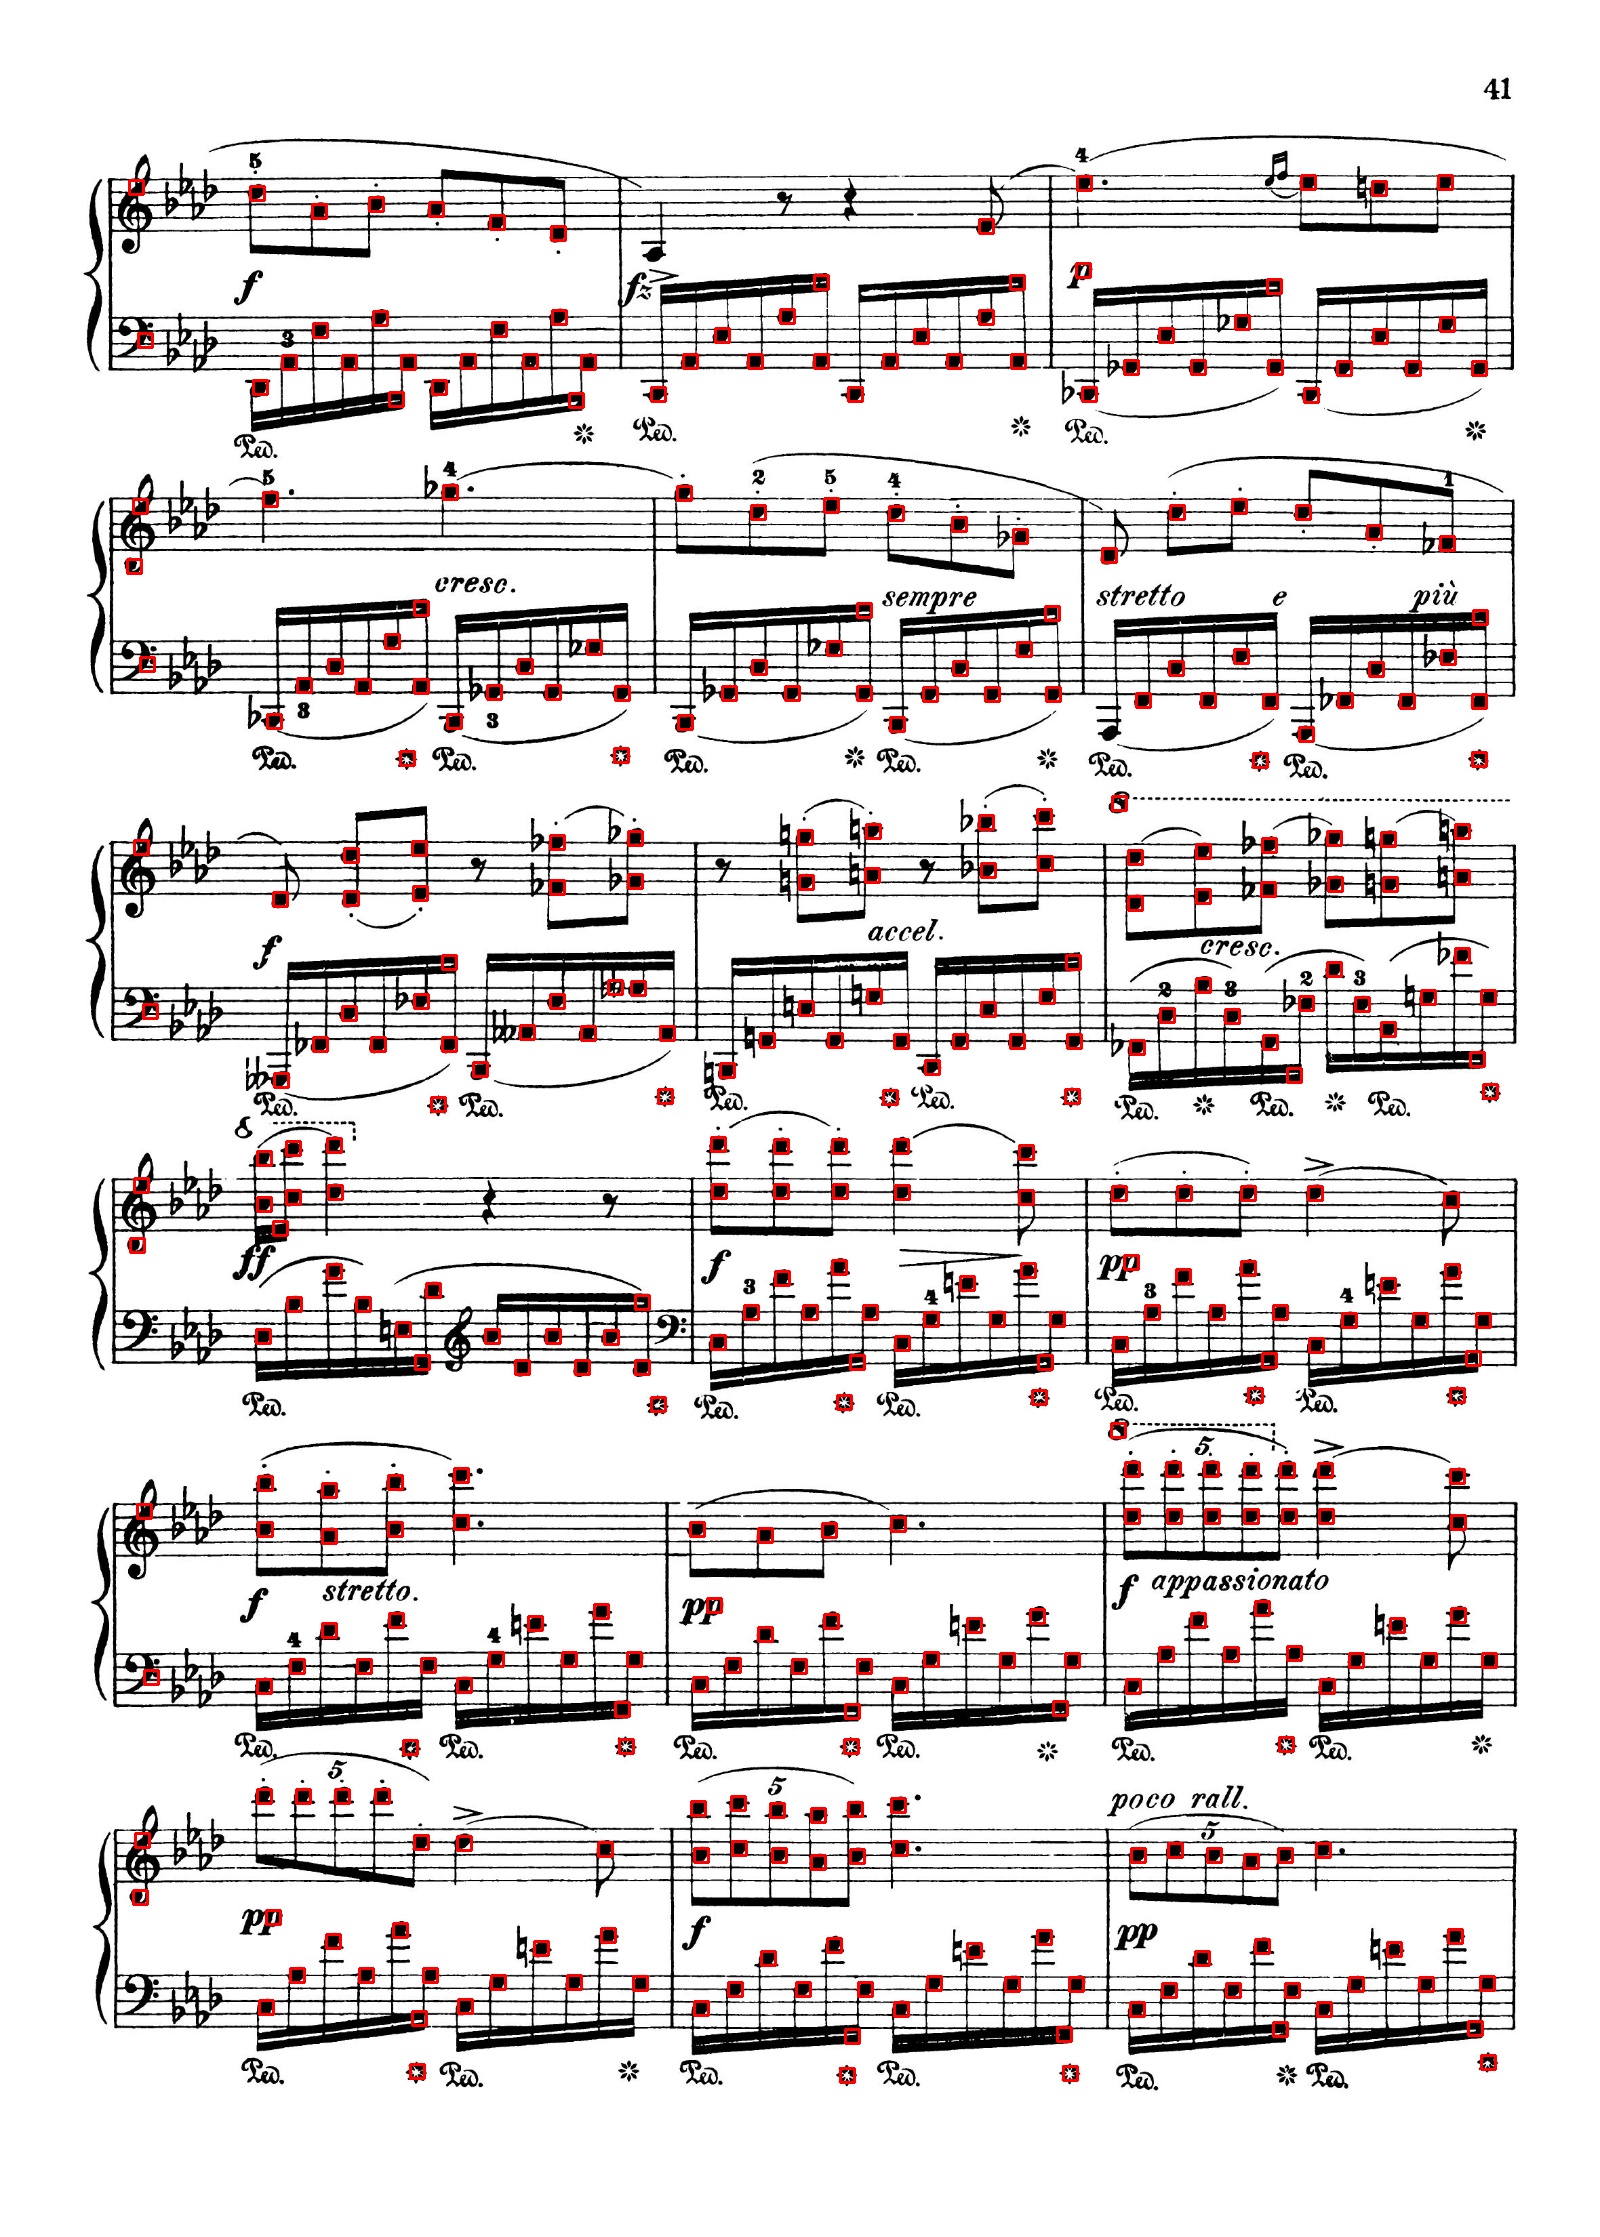 41
5 4
f fz p
3
Ped. Ped. Ped.
5 4 2 5 4 1
cresc. sempre stretto e più
3 3
Ped. Ped. Ped. Ped. Ped. Ped.
8
f accel. cresc.
2 3 2 3
Ped. Ped. Ped. Ped. Ped. Ped. Ped.
8
ff f pp
3 4 3 4
Ped. Ped. Ped. Ped. Ped.
8
5
f stretto. pp f appassionato
4 4
Ped. Ped. Ped. Ped. Ped. Ped.
5 5 poco rall.
5
pp f pp
Ped. Ped. Ped. Ped. Ped. Ped.